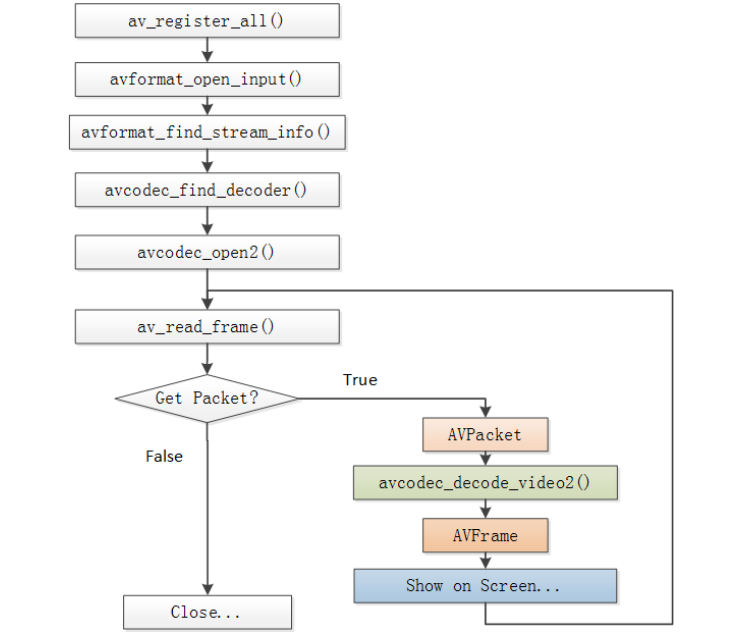 av_register_all()
avformat_open_input()
avformat_find_stream_info()
avcodec_find_decoder()
avcodec_open2()
av_read_frame()
Get Packet?
True
False
AVPacket
avcodec_decode_video2()
AVFrame
Show on Screen...
Close...